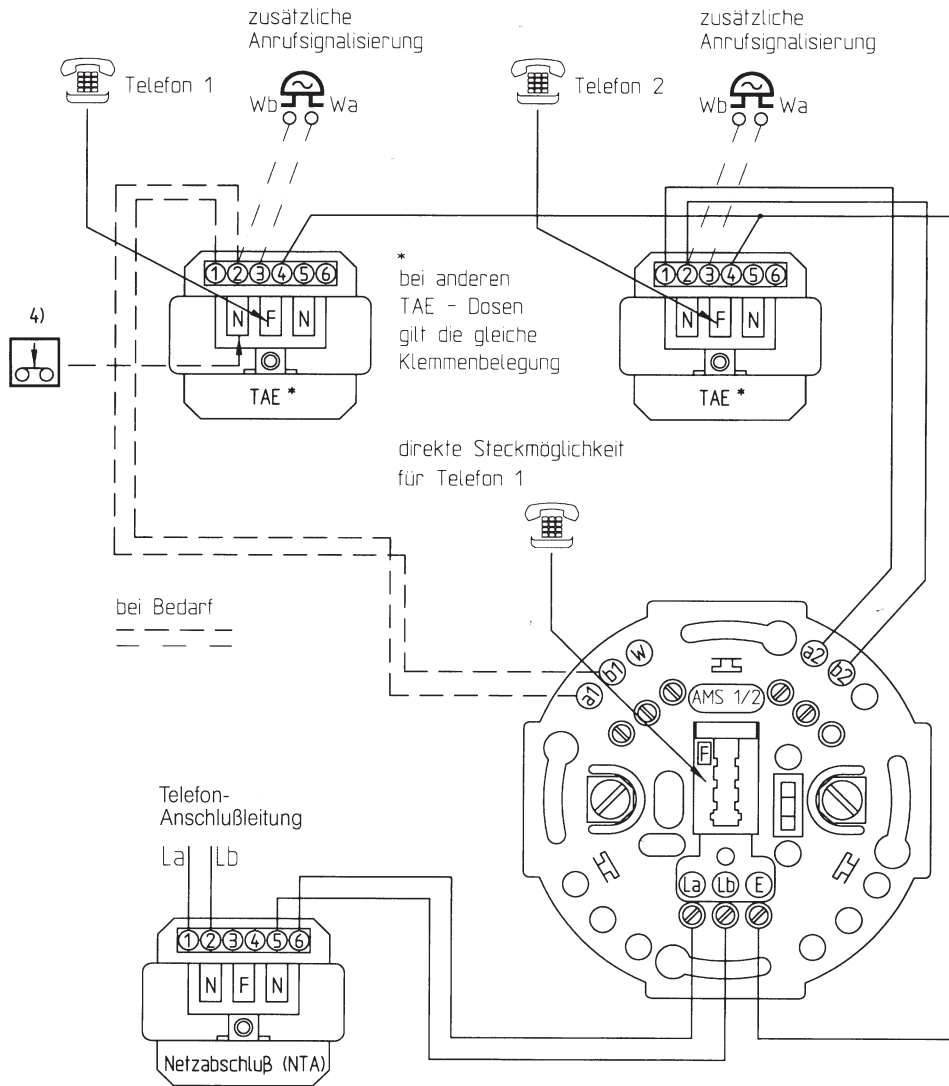 zusätzliche
Anrufsignalisierung
zusätzliche
Anrufsignalisierung
Telefon 1
Wb Wa
Telefon 2
Wb Wa
1 2 3 4 5 6
N F N
TAE *
*
bei anderen
TAE - Dosen
gilt die gleiche
Klemmenbelegung
1 2 3 4 5 6
N F N
TAE *
4)
direkte Steckmöglichkeit
für Telefon 1
bei Bedarf
a1 b1 W
a2 b2
AMS 1/2
F
La Lb E
Telefon-
Anschlußleitung
La Lb
1 2 3 4 5 6
N F N
Netzabschluß (NTA)